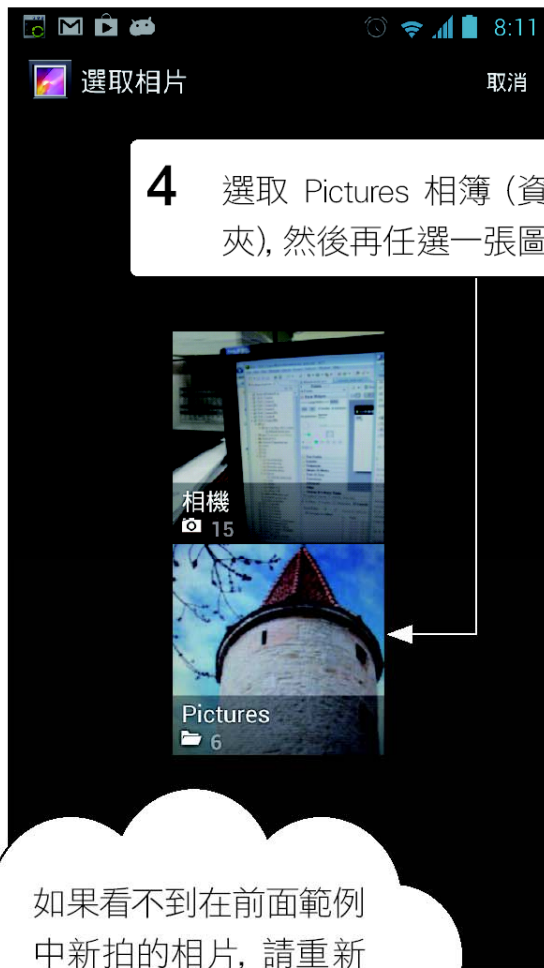 8:11
選取相片
取消
4 選取 Pictures 相簿 (資
夾), 然後再任選一張圖
相機
15
Pictures
6
如果看不到在前面範例
中新拍的相片, 請重新